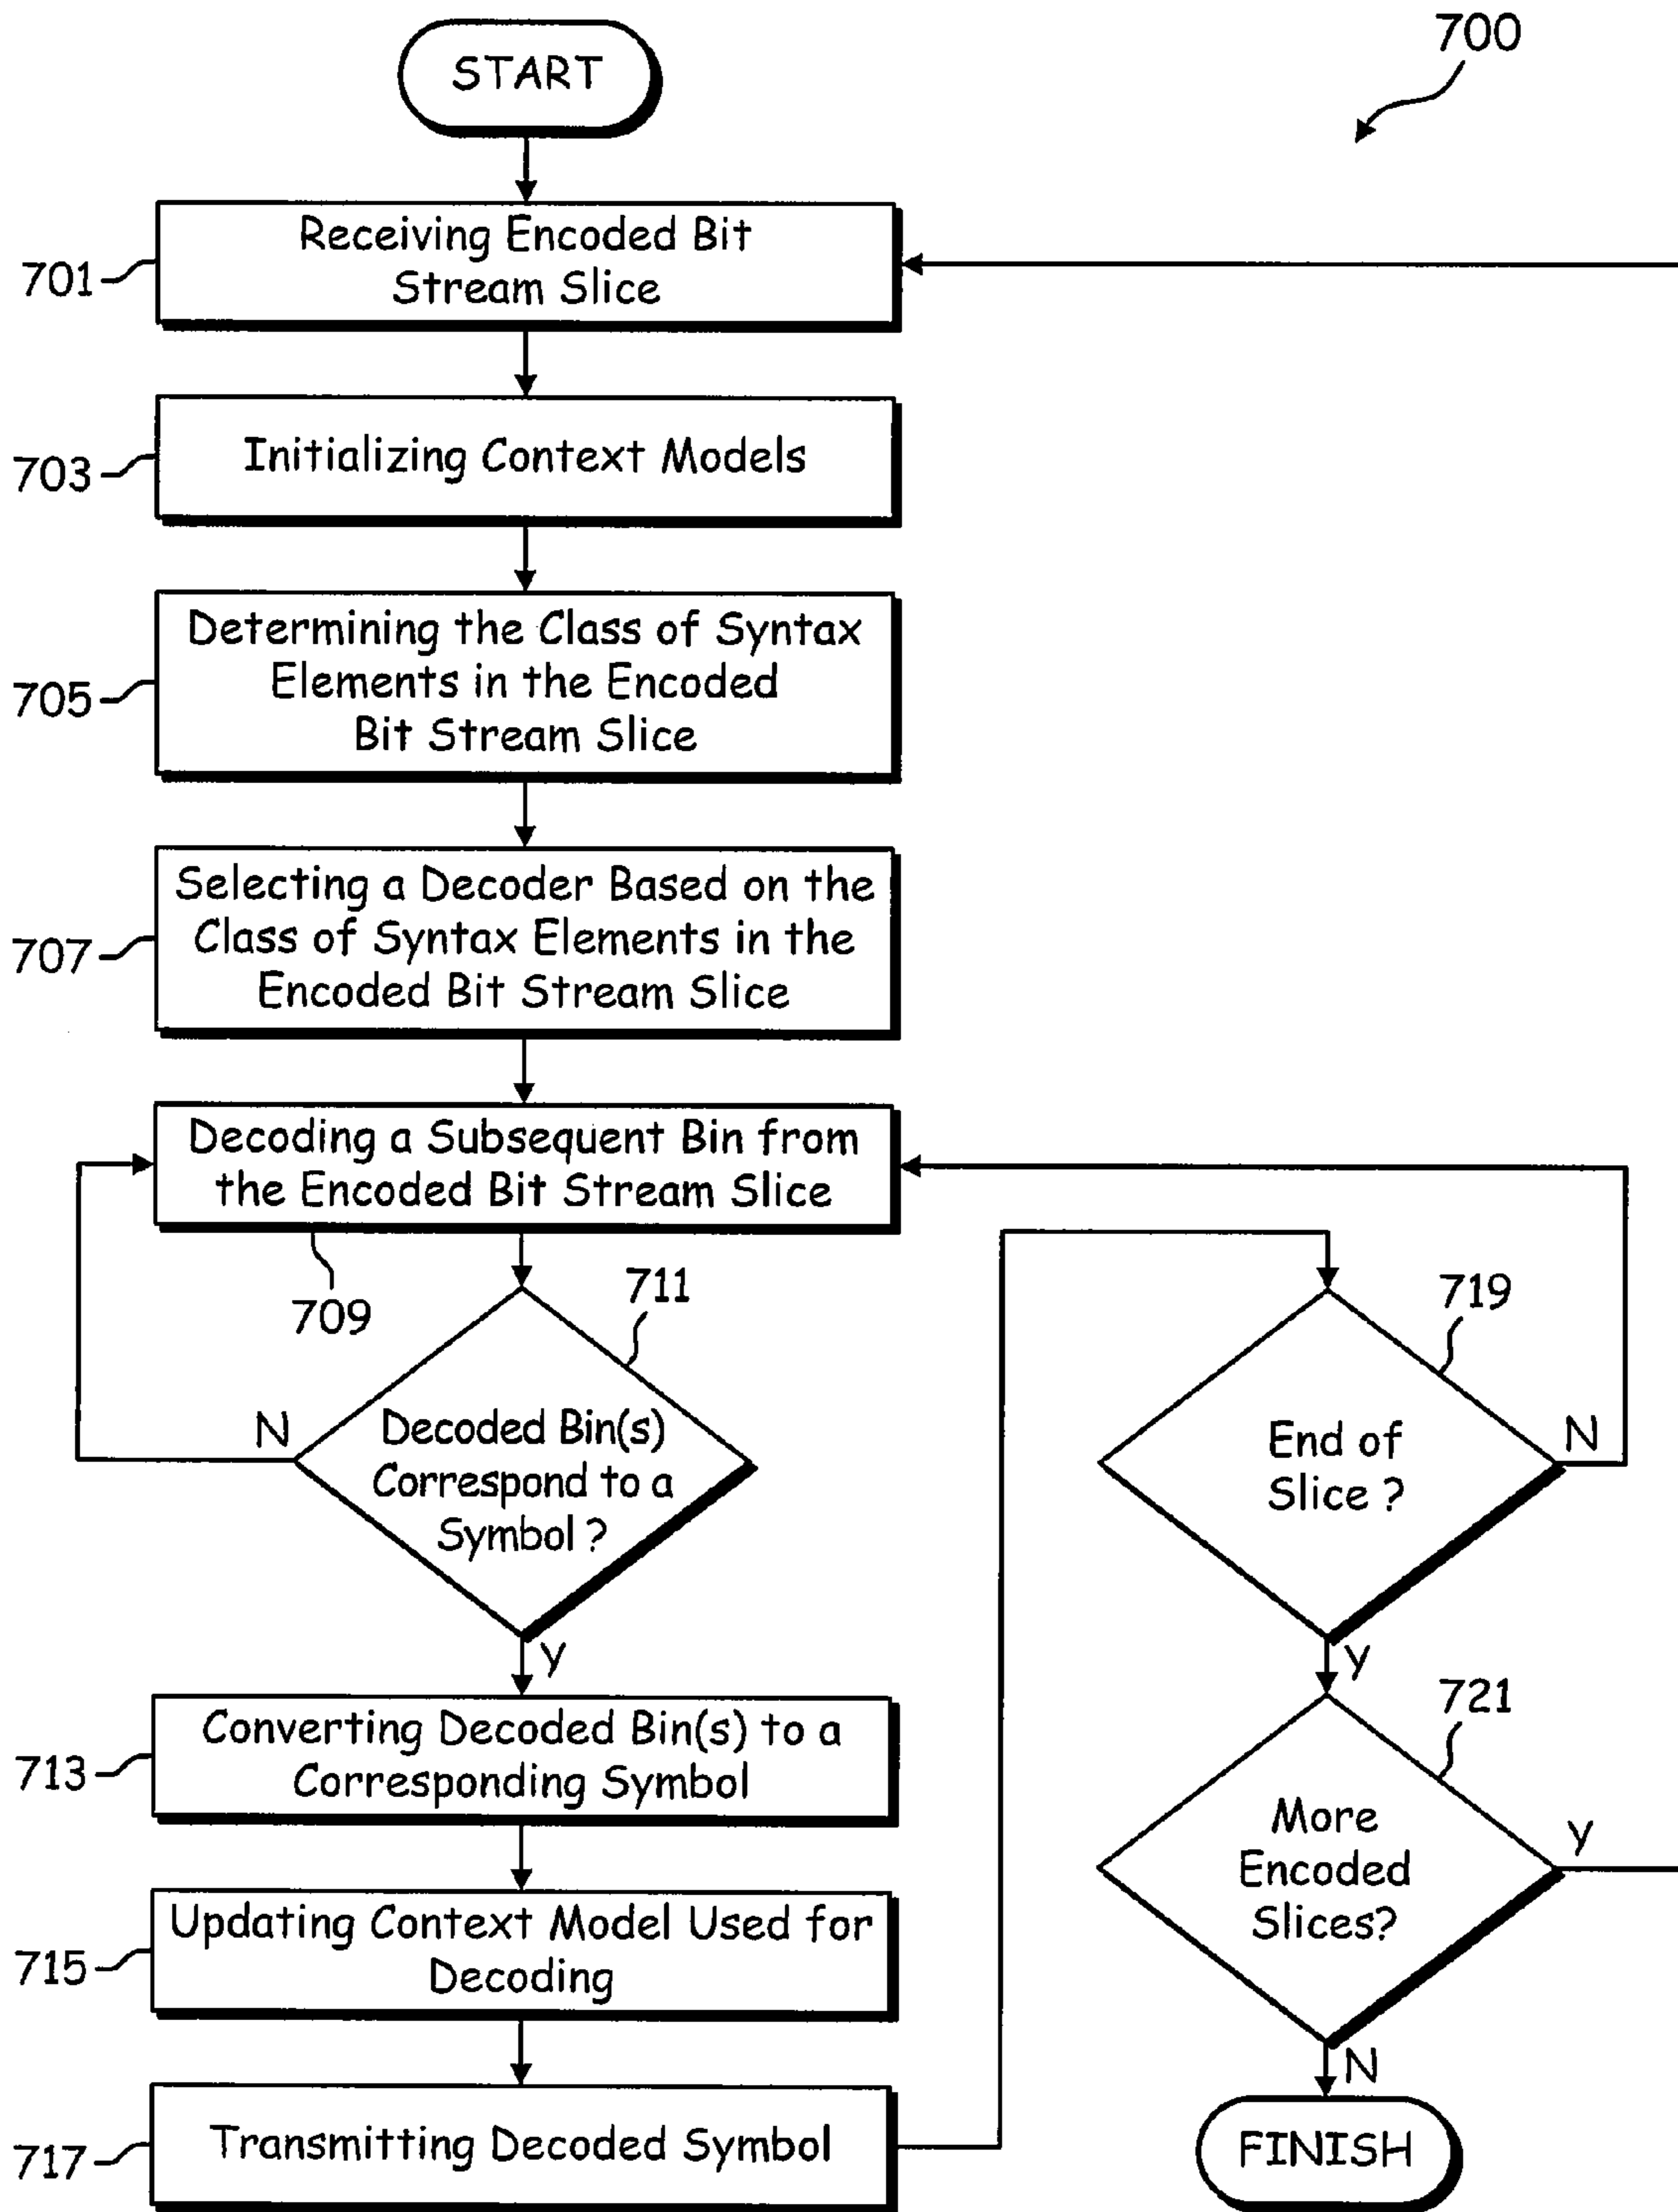 700
START
701
Receiving Encoded Bit
Stream Slice
703
Initializing Context Models
705
Determining the Class of Syntax
Elements in the Encoded
Bit Stream Slice
707
Selecting a Decoder Based on the
Class of Syntax Elements in the
Encoded Bit Stream Slice
Decoding a Subsequent Bin from
the Encoded Bit Stream Slice
709
711
Decoded Bin(s)
Correspond to a
Symbol ?
N
Y
713
Converting Decoded Bin(s) to a
Corresponding Symbol
715
Updating Context Model Used for
Decoding
717
Transmitting Decoded Symbol
719
End of
Slice ?
N
Y
721
More
Encoded
Slices?
Y
N
FINISH